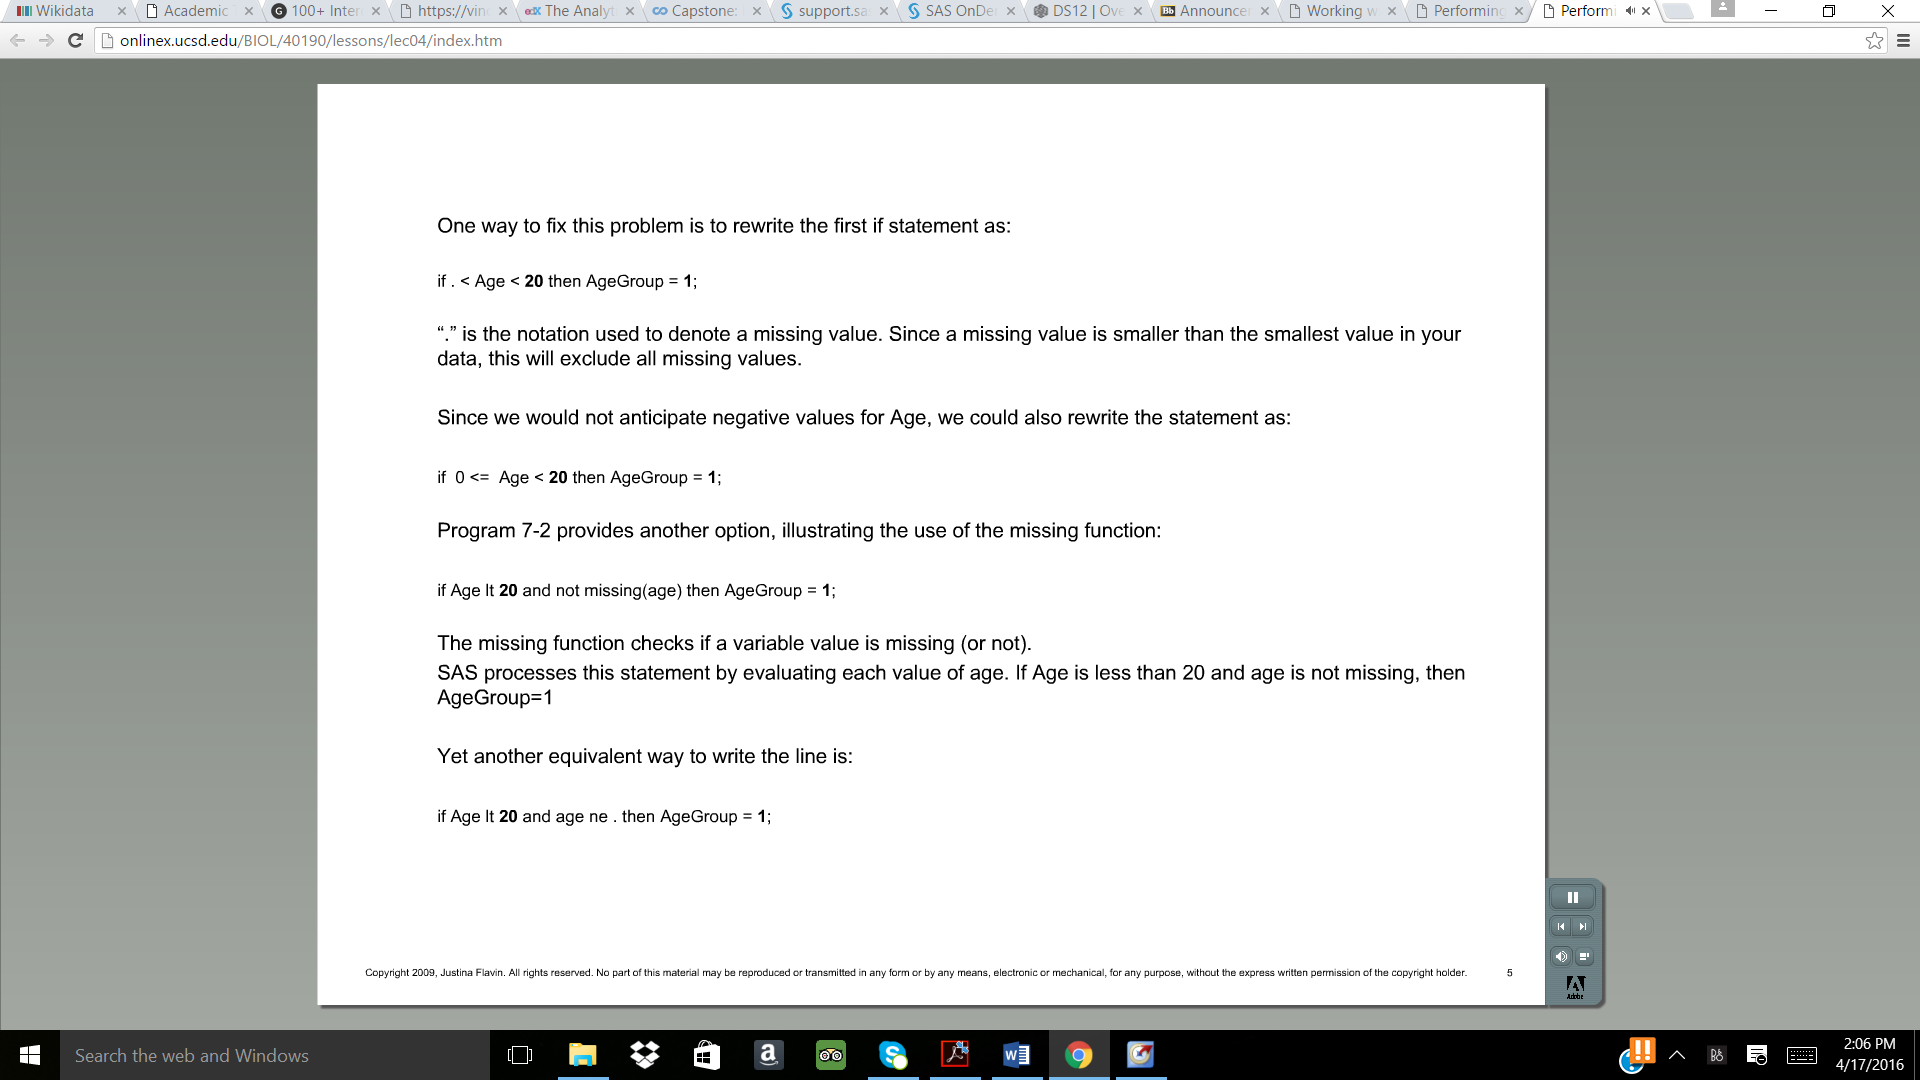 Wikidata
Academic
100+ Inter
https://vin
edX The Analyt
Capstone:
support.sa
SAS OnDe
DS12 | Ove
Bb Announce
Working w
Performing
Perform
onlinex.ucsd.edu/BIOL/40190/lessons/lec04/index.htm
One way to fix this problem is to rewrite the first if statement as:
if . < Age < 20 then AgeGroup = 1;
“.” is the notation used to denote a missing value. Since a missing value is smaller than the smallest value in your
data, this will exclude all missing values.
Since we would not anticipate negative values for Age, we could also rewrite the statement as:
if 0 <= Age < 20 then AgeGroup = 1;
Program 7-2 provides another option, illustrating the use of the missing function:
if Age lt 20 and not missing(age) then AgeGroup = 1;
The missing function checks if a variable value is missing (or not).
SAS processes this statement by evaluating each value of age. If Age is less than 20 and age is not missing, then
AgeGroup=1
Yet another equivalent way to write the line is:
if Age lt 20 and age ne . then AgeGroup = 1;
Copyright 2009, Justina Flavin. All rights reserved. No part of this material may be reproduced or transmitted in any form or by any means, electronic or mechanical, for any purpose, without the express written permission of the copyright holder.
5
Adobe
Search the web and Windows
2:06 PM
4/17/2016